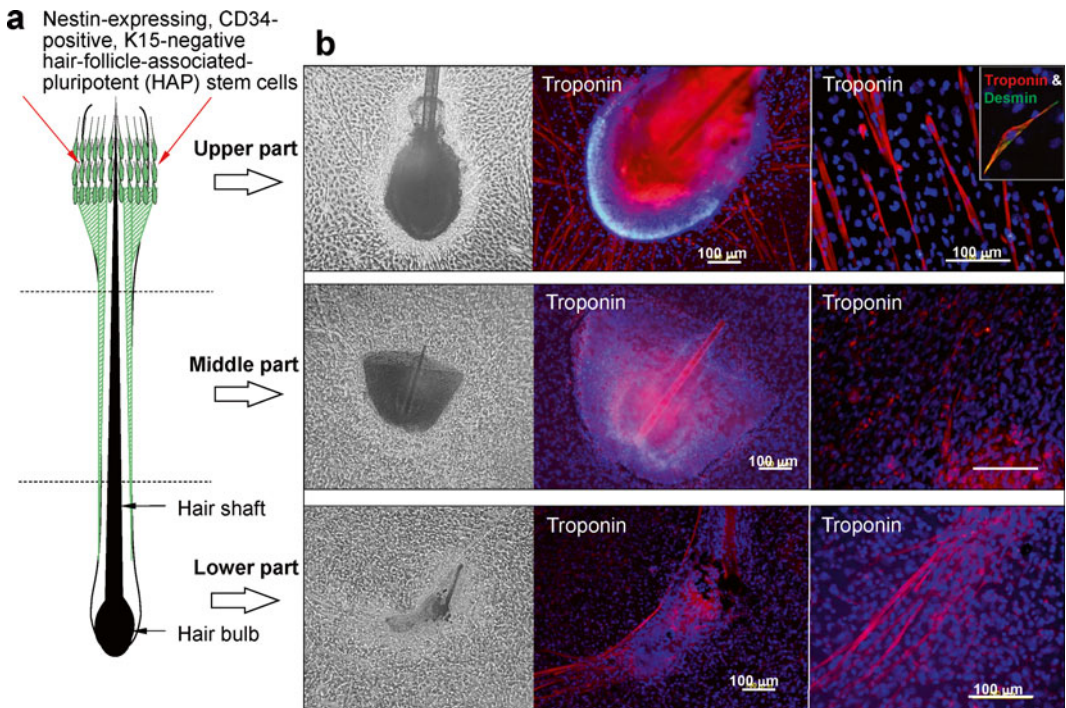 a
Nestin-expressing, CD34-
positive, K15-negative
hair-follicle-associated-
pluripotent (HAP) stem cells
Upper part
Middle part
Hair shaft
Lower part
Hair bulb
b
Troponin
100 μm
Troponin
Troponin &
Desmin
100 μm
Troponin
100 μm
Troponin
Troponin
100 μm
Troponin
100 μm